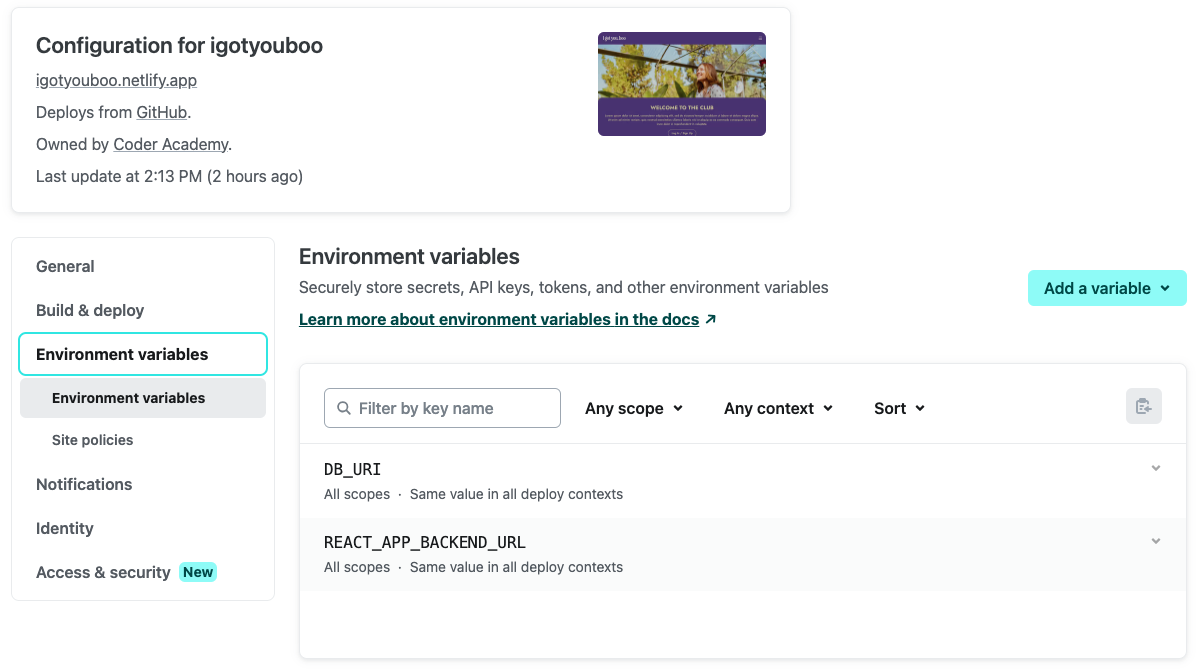 Configuration for igotyouboo
igotyouboo.netlify.app
Deploys from GitHub.
Owned by Coder Academy.
Last update at 2:13 PM (2 hours ago)
WELCOME TO THE CLUB
General
Build & deploy
Environment variables
Environment variables
Site policies
Notifications
Identity
Access & security New
Environment variables
Securely store secrets, API keys, tokens, and other environment variables
Learn more about environment variables in the docs
Add a variable
Filter by key name
Any scope
Any context
Sort
DB_URI
All scopes · Same value in all deploy contexts
REACT_APP_BACKEND_URL
All scopes · Same value in all deploy contexts